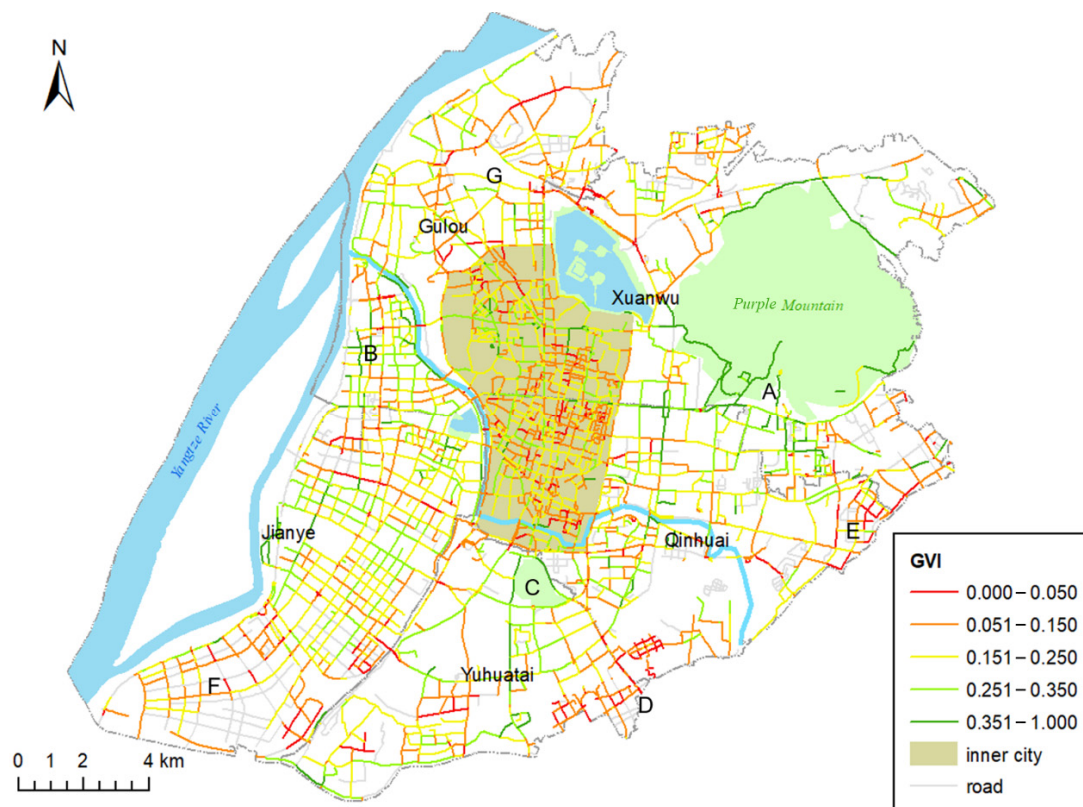 N
G
Gulou
Xuanwu
Purple Mountain
B
A
Yangtze River
Jianye
Qinhuai
E
C
Yuhuatai
F
D
0 1 2 4 km
GVI
0.000 – 0.050
0.051 – 0.150
0.151 – 0.250
0.251 – 0.350
0.351 – 1.000
inner city
road